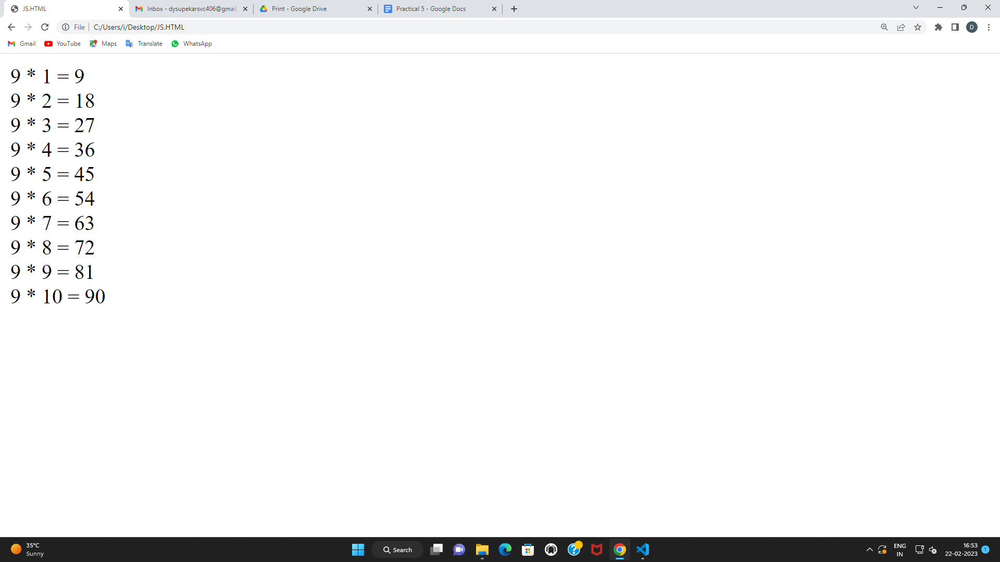 JS.HTML
Inbox - dysupekarsvc406@gmail.
Print - Google Drive
Practical 5 - Google Docs
File
C:/Users/i/Desktop/JS.HTML
D
Gmail
YouTube
Maps
Translate
WhatsApp
9 * 1 = 9
9 * 2 = 18
9 * 3 = 27
9 * 4 = 36
9 * 5 = 45
9 * 6 = 54
9 * 7 = 63
9 * 8 = 72
9 * 9 = 81
9 * 10 = 90
35°C
Sunny
Search
ENG
IN
16:53
22-02-2023
1